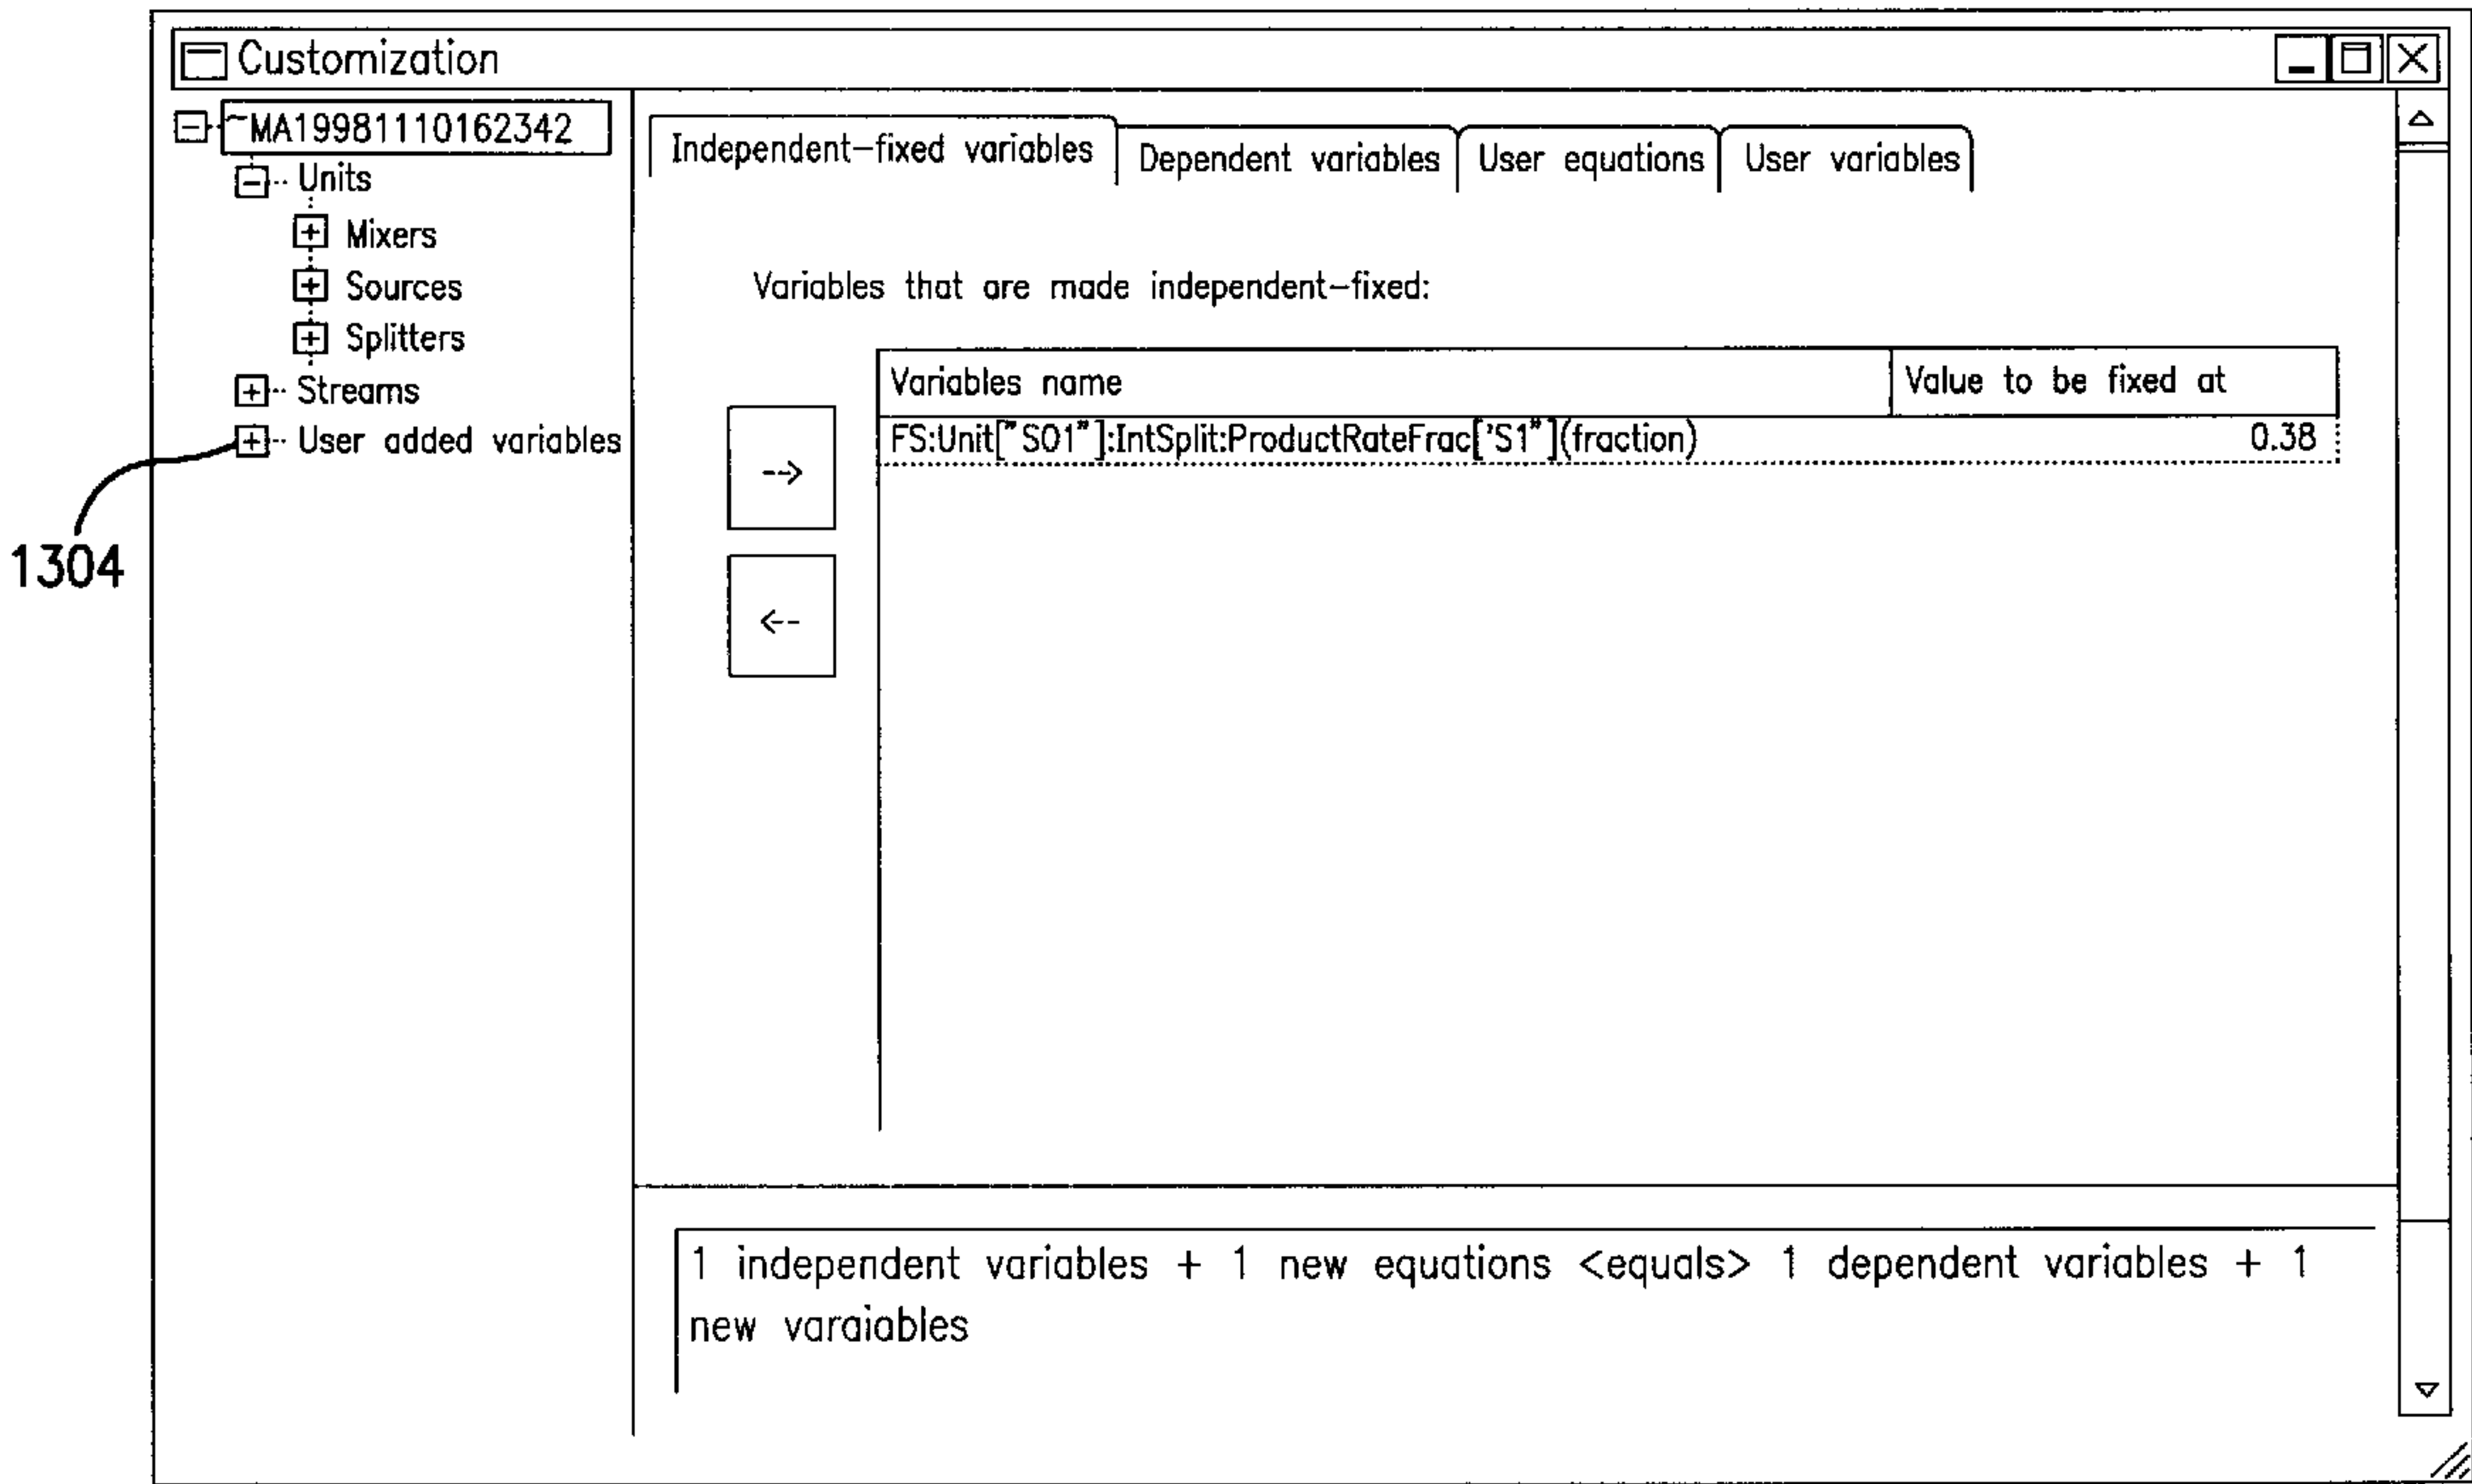 Customization
~MA19981110162342
Units
Mixers
Sources
Splitters
Streams
User added variables
1304
Independent-fixed variables
Dependent variables
User equations
User variables
Variables that are made independent-fixed:
Variables name
Value to be fixed at
FS:Unit["S01"]:IntSplit:ProductRateFrac['S1"](fraction)
0.38
-->
<--
1 independent variables + 1 new equations <equals> 1 dependent variables + 1
new varaiables